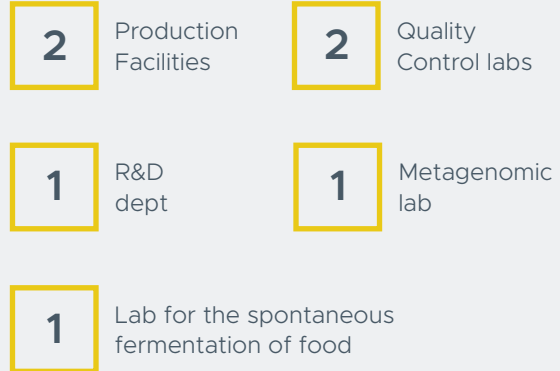 2
Production
Facilities
2
Quality
Control labs
1
R&D
dept
1
Metagenomic
lab
1
Lab for the spontaneous
fermentation of food